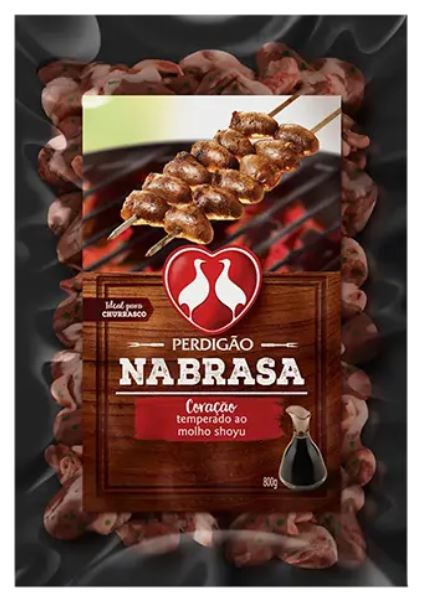 Ideal para
CHURRASCO
PERDIGÃO
NABRASA
Coração
temperado ao
molho shoyu
800g